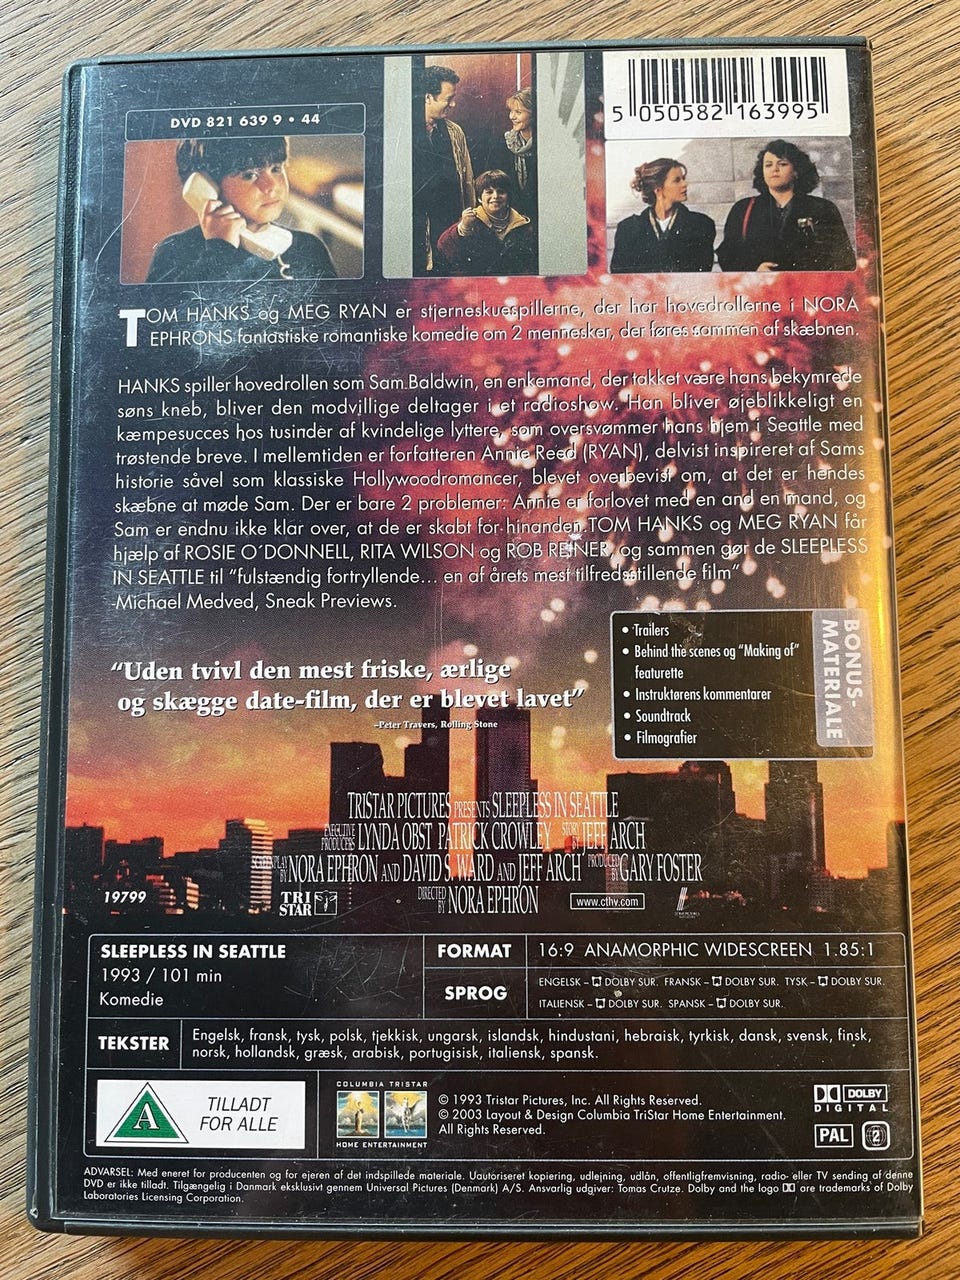 DVD 821 639 9 • 44
5 050582 163995
TOM HANKS og MEG RYAN er stjerneskuespillerne, der har hovedrollerne i NORA
EPHRONS fantastiske romantiske komedie om 2 mennesker, der føres sammen af skæbnen.
HANKS spiller hovedrollen som Sam Baldwin, en enkemand, der takket være hans bekymrede
søns kneb, bliver den modvillige deltager i et radioshow. Han bliver øjeblikkeligt en
kæmpesucces hos tusinder af kvindelige lyttere, som oversvømmer hans hjem i Seattle med
trøstende breve. I mellemtiden er forfatteren Annie Reed (RYAN), delvist inspireret af Sams
historie såvel som klassiske Hollywoodromancer, blevet overbevist om, at det er hendes
skæbne at møde Sam. Der er bare 2 problemer: Annie er forlovet med en and en mand, og
Sam er endnu ikke klar over, at de er skabt for hinanden. TOM HANKS og MEG RYAN får
hjælp af ROSIE O´DONNELL, RITA WILSON og ROB REINER, og sammen gør de SLEEPLESS
IN SEATTLE til “fulstændig fortryllende... en af årets mest tilfredsstillende film”
-Michael Medved, Sneak Previews.
“Uden tvivl den mest friske, ærlige
og skægge date-film, der er blevet lavet”
–Peter Travers, Rolling Stone
BONUS-
MATERIALE
• Trailers
• Behind the scenes og “Making of”
featurette
• Instruktørens kommentarer
• Soundtrack
• Filmografier
TRISTAR PICTURES PRESENTS SLEEPLESS IN SEATTLE
EXECUTIVE PRODUCERS LYNDA OBST PATRICK CROWLEY STORY BY JEFF ARCH
SCREENPLAY BY NORA EPHRON AND DAVID S. WARD AND JEFF ARCH PRODUCED BY GARY FOSTER
DIRECTED BY NORA EPHRON
19799
TRI
STAR
www.cthv.com
SLEEPLESS IN SEATTLE
1993 / 101 min
Komedie
FORMAT
16:9 ANAMORPHIC WIDESCREEN 1.85:1
SPROG
ENGELSK – DOLBY SUR. FRANSK – DOLBY SUR. TYSK – DOLBY SUR.
ITALIENSK – DOLBY SUR. SPANSK – DOLBY SUR.
TEKSTER
Engelsk, fransk, tysk, polsk, tjekkisk, ungarsk, islandsk, hindustani, hebraisk, tyrkisk, dansk, svensk, finsk,
norsk, hollandsk, græsk, arabisk, portugisisk, italiensk, spansk.
A
TILLADT
FOR ALLE
COLUMBIA TRISTAR
HOME ENTERTAINMENT
© 1993 Tristar Pictures, Inc. All Rights Reserved.
© 2003 Layout & Design Columbia TriStar Home Entertainment.
All Rights Reserved.
DOLBY
DIGITAL
PAL
2
ADVARSEL: Med eneret for producenten og for ejeren af det indspillede materiale. Uautoriseret kopiering, udlejning, udlån, offentligfremvisning, radio- eller TV sending af denne
DVD er ikke tilladt. Tilgængelig i Danmark eksklusivt gennem Universal Pictures (Denmark) A/S. Ansvarlig udgiver: Tomas Crutze. Dolby and the logo are trademarks of Dolby
Laboratories Licensing Corporation.